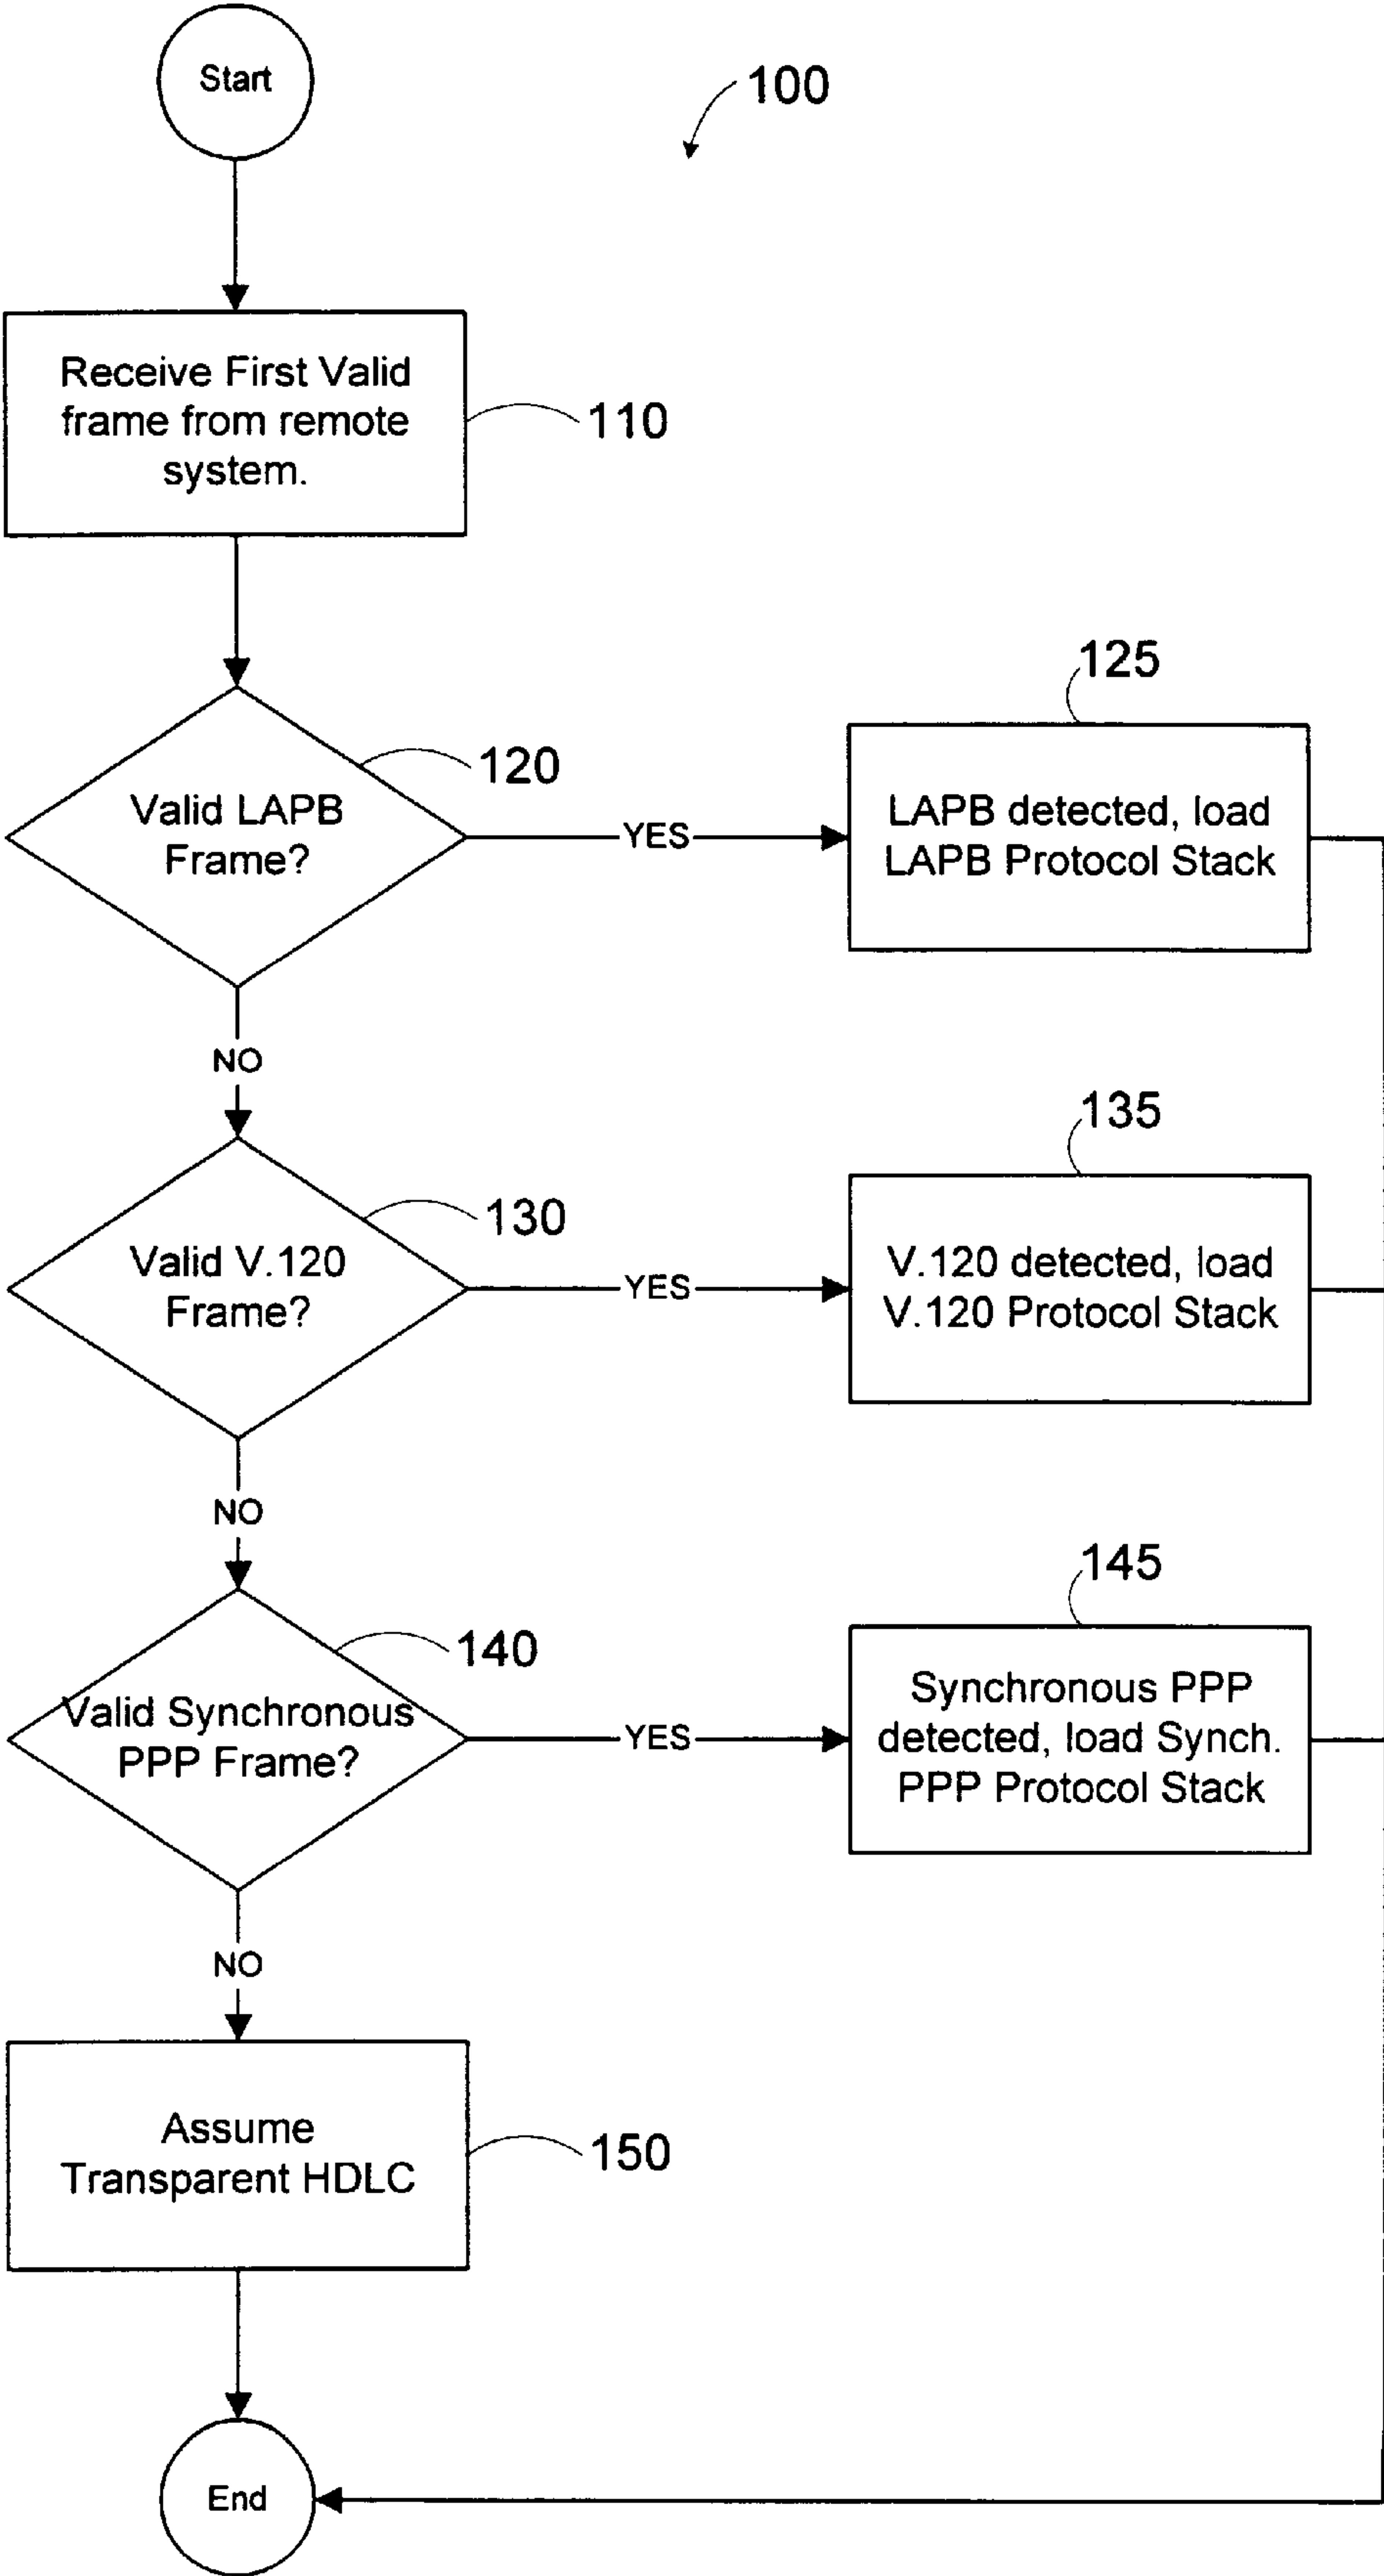 Start
100
Receive First Valid
frame from remote
system.
110
125
120
Valid LAPB
Frame?
YES
LAPB detected, load
LAPB Protocol Stack
NO
135
130
Valid V.120
Frame?
YES
V.120 detected, load
V.120 Protocol Stack
NO
145
140
Valid Synchronous
PPP Frame?
YES
Synchronous PPP
detected, load Synch.
PPP Protocol Stack
NO
Assume
Transparent HDLC
150
End